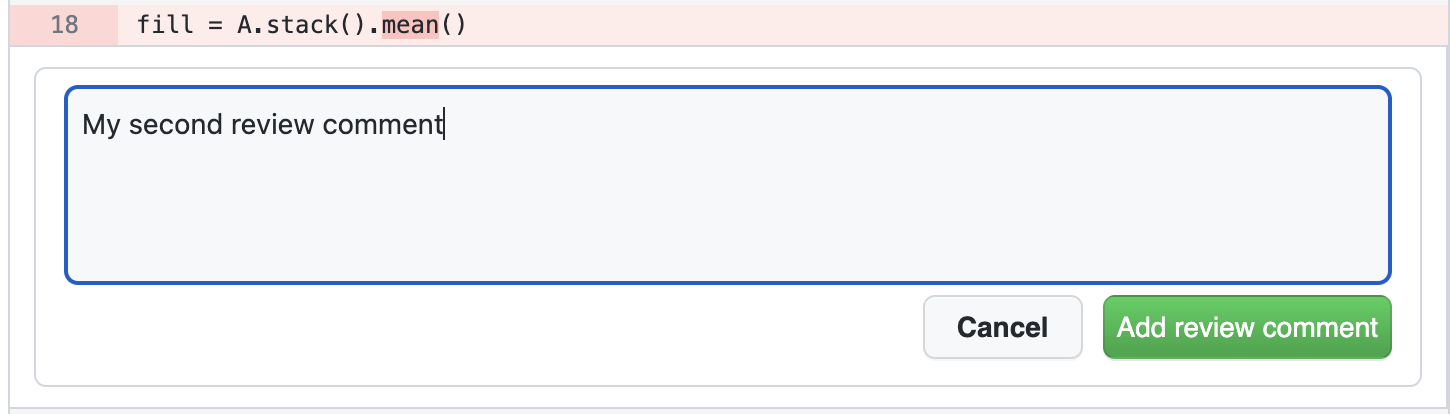 18 fill = A.stack().mean()
My second review comment
Cancel Add review comment